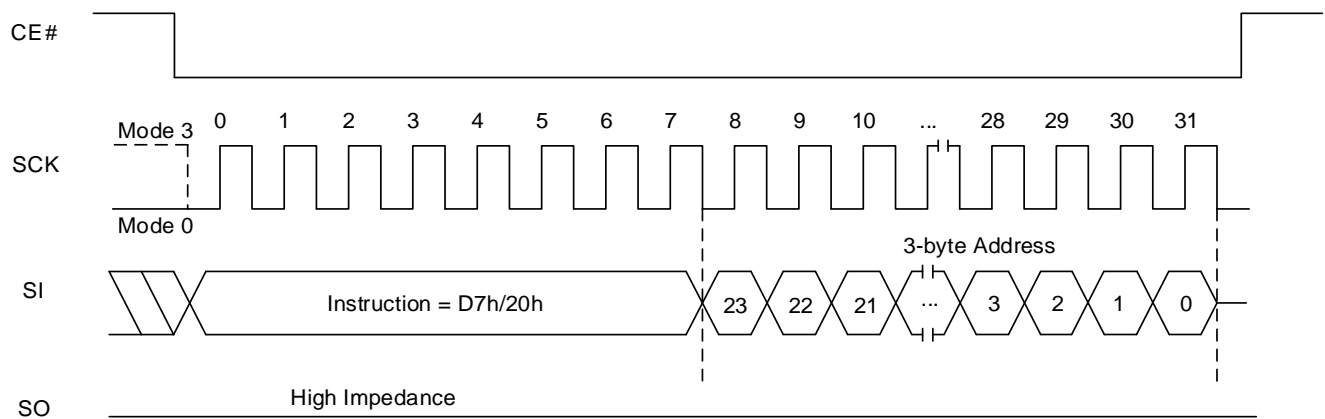 CE#
Mode 3
0 1 2 3 4 5 6 7 8 9 10 ... 28 29 30 31
SCK
Mode 0
3-byte Address
SI
Instruction = D7h/20h 23 22 21 ... 3 2 1 0
High Impedance
SO